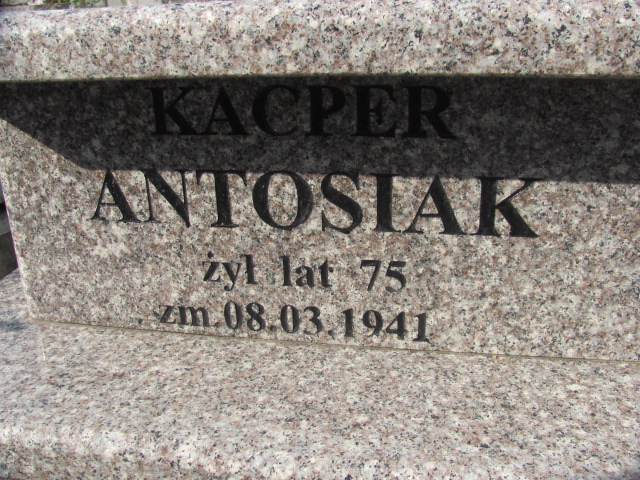 KACPER
ANTOSIAK
żył lat 75
zm.08.03.1941